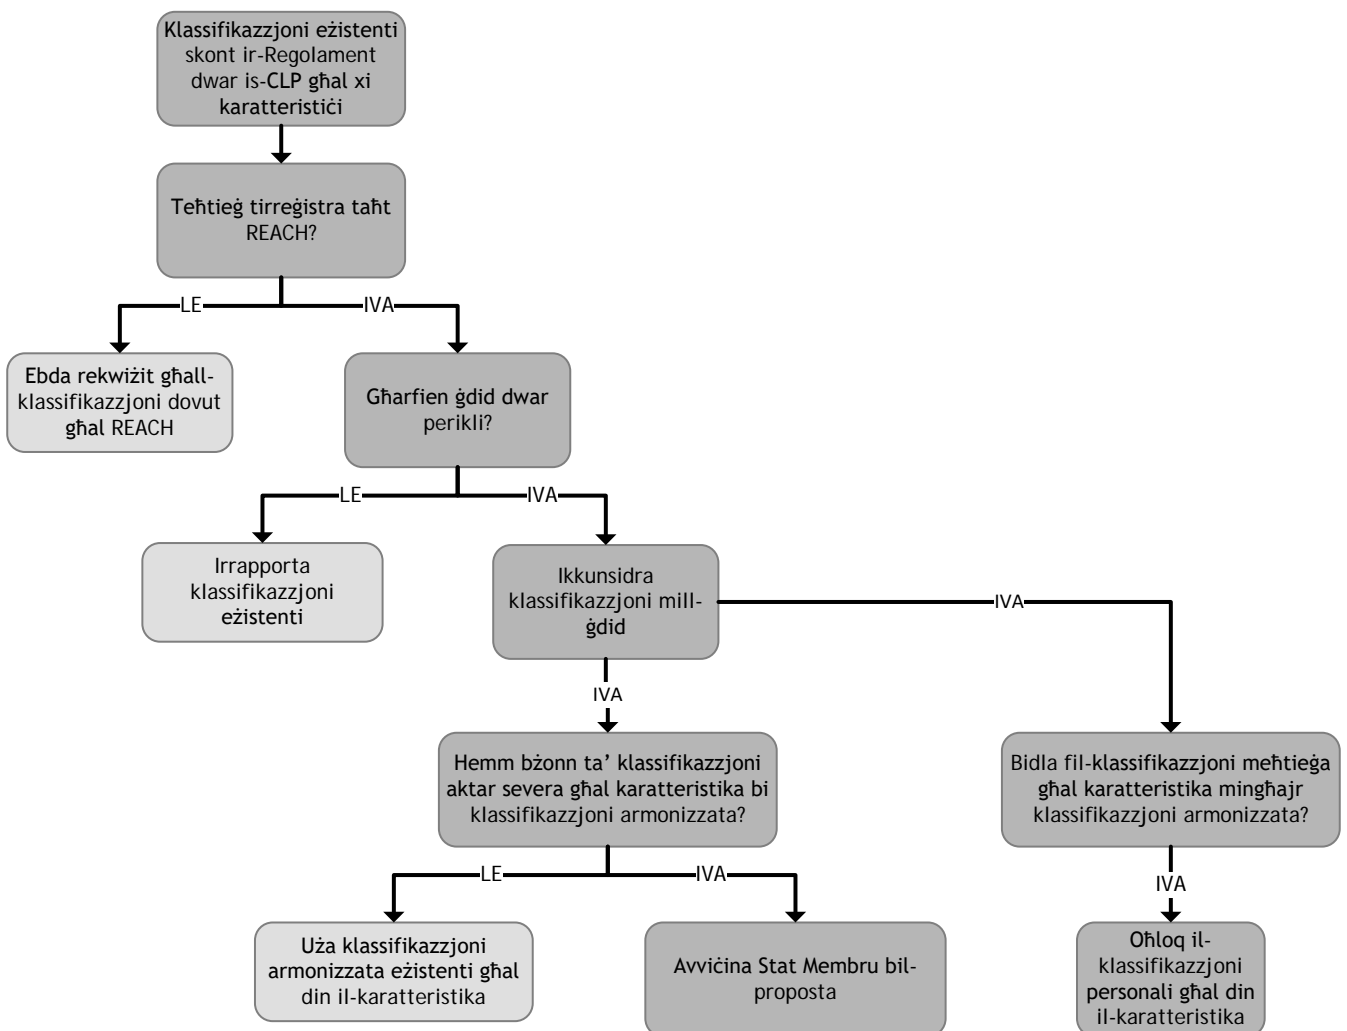 Klassifikazzjoni eżistenti
skont ir-Regolament
dwar is-CLP għal xi
karatteristiċi
Teħtieġ tirreġistra taħt
REACH?
LE
IVA
Ebda rekwiżit għall-
klassifikazzjoni dovut
għal REACH
Għarfien ġdid dwar
perikli?
LE
IVA
Irrapporta
klassifikazzjoni
eżistenti
Ikkunsidra
klassifikazzjoni mill-
ġdid
IVA
IVA
Hemm bżonn ta’ klassifikazzjoni
aktar severa għal karatteristika bi
klassifikazzjoni armonizzata?
Bidla fil-klassifikazzjoni meħtieġa
għal karatteristika mingħajr
klassifikazzjoni armonizzata?
LE
IVA
IVA
Uża klassifikazzjoni
armonizzata eżistenti għal
din il-karatteristika
Avviċina Stat Membru bil-
proposta
Oħloq il-
klassifikazzjoni
personali għal din
il-karatteristika